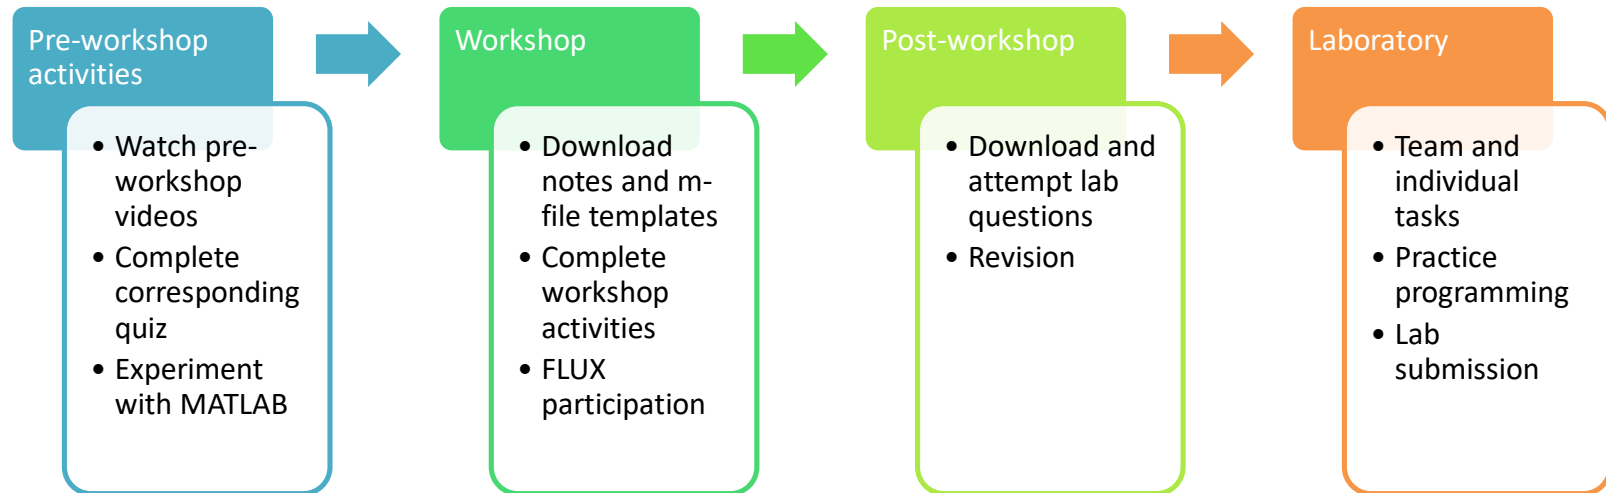 Pre-workshop
activities
• Watch pre-
workshop
videos
• Complete
corresponding
quiz
• Experiment
with MATLAB
Workshop
• Download
notes and m-
file templates
• Complete
workshop
activities
• FLUX
participation
Post-workshop
• Download and
attempt lab
questions
• Revision
Laboratory
• Team and
individual
tasks
• Practice
programming
• Lab
submission